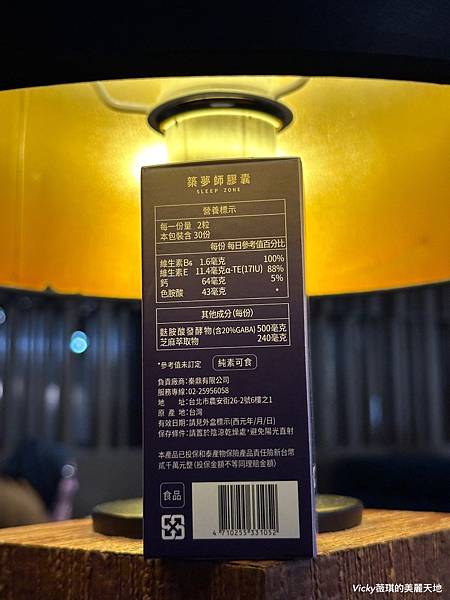 築夢師膠囊
SLEEP ZONE
營養標示
每一份量 2粒
本包裝含 30份
每份 每日參考值百分比
維生素B₆ 1.6毫克 100%
維生素E 11.4毫克α-TE(17IU) 88%
鈣 64毫克 5%
色胺酸 43毫克 *
其他成分(每份)
麩胺酸發酵物(含20%GABA) 500毫克
芝麻萃取物 240毫克
*參考值未訂定 純素可食
負責廠商:泰鼎有限公司
服務專線:02-25956058
地 址:台北市農安街26-2號6樓之1
原 產 地:台灣
有效日期:請見外盒標示(西元年/月/日)
保存條件:請置於陰涼乾燥處,避免陽光直射
本產品已投保和泰產物保險產品責任險新台幣
貳千萬元整(投保金額不等同理賠金額)
食品
4 710255 331052
Vicky薇琪的美麗天地